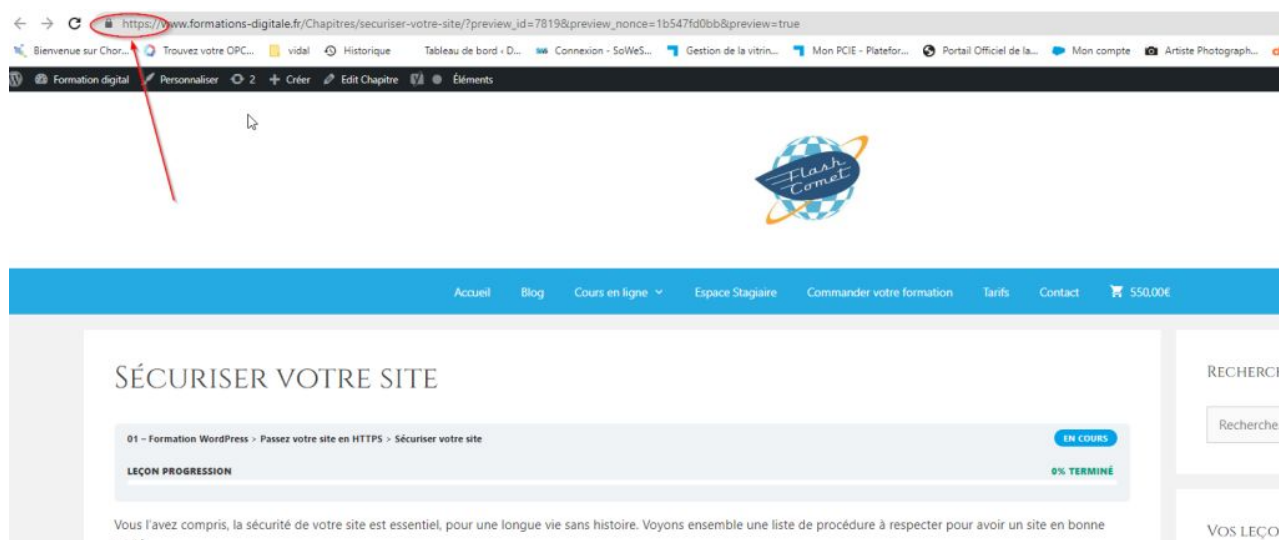 https://www.formations-digitale.fr/Chapitres/securiser-votre-site/?preview_id=7819&preview_nonce=1b547fd0bb&preview=true
Bienvenue sur Chor... Trouvez votre OPC... vidal Historique Tableau de bord ‹ D... Connexion - SoWeS... Gestion de la vitrin... Mon PCIE - Platefor... Portail Officiel de la... Mon compte Artiste Photograph...
Formation digital Personnaliser 2 Créer Edit Chapitre Éléments
Flash
Comet
Accueil Blog Cours en ligne Espace Stagiaire Commander votre formation Tarifs Contact 550,00€
SÉCURISER VOTRE SITE
RECHERCH
01 – Formation WordPress > Passez votre site en HTTPS > Sécuriser votre site
EN COURS
Recherche
LEÇON PROGRESSION
0% TERMINÉ
Vous l'avez compris, la sécurité de votre site est essentiel, pour une longue vie sans histoire. Voyons ensemble une liste de procédure à respecter pour avoir un site en bonne
VOS LEÇO